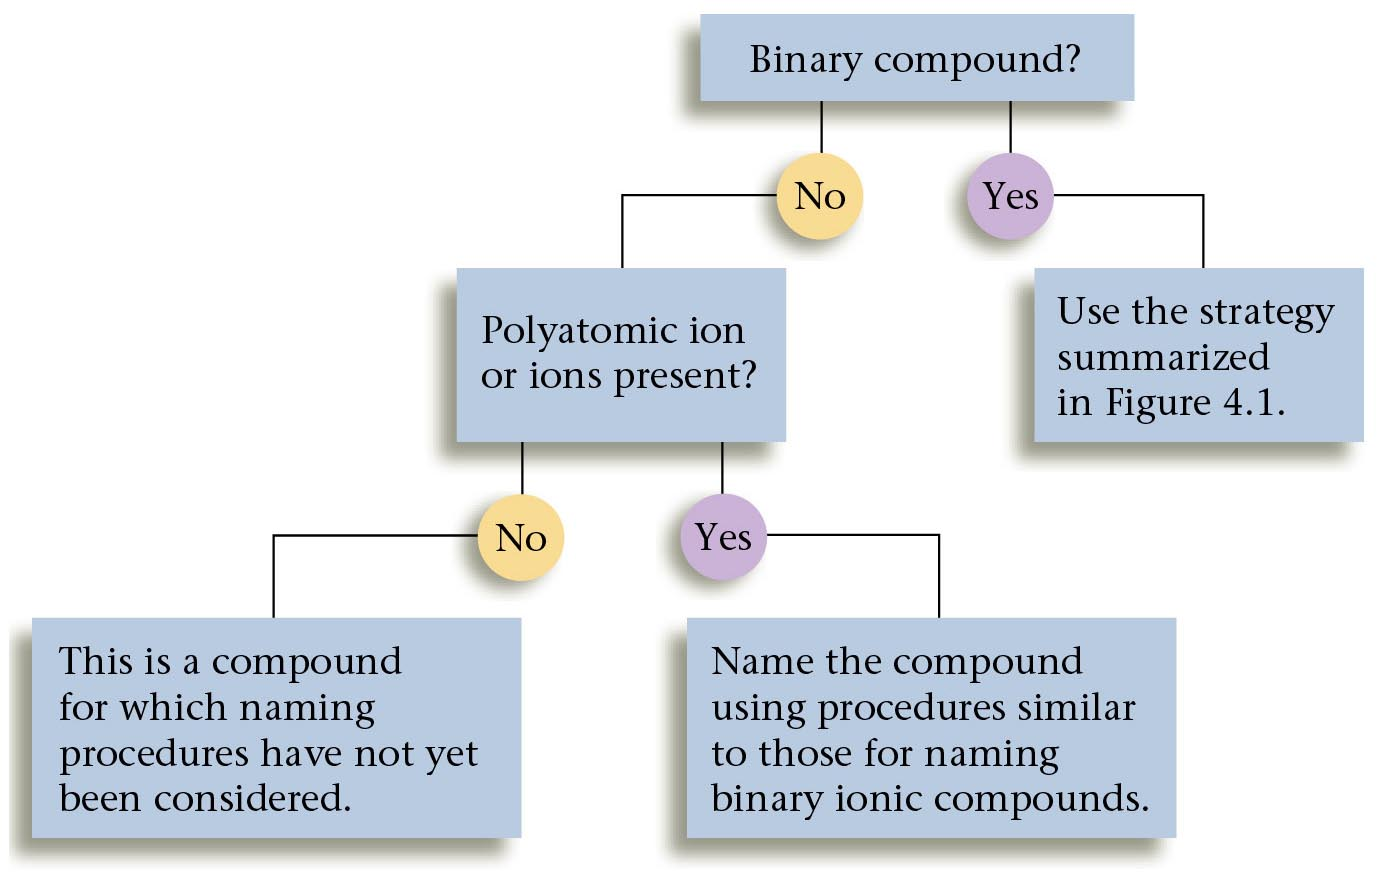 Binary compound?
No
Yes
Polyatomic ion
or ions present?
Use the strategy
summarized
in Figure 4.1.
No
Yes
This is a compound
for which naming
procedures have not yet
been considered.
Name the compound
using procedures similar
to those for naming
binary ionic compounds.